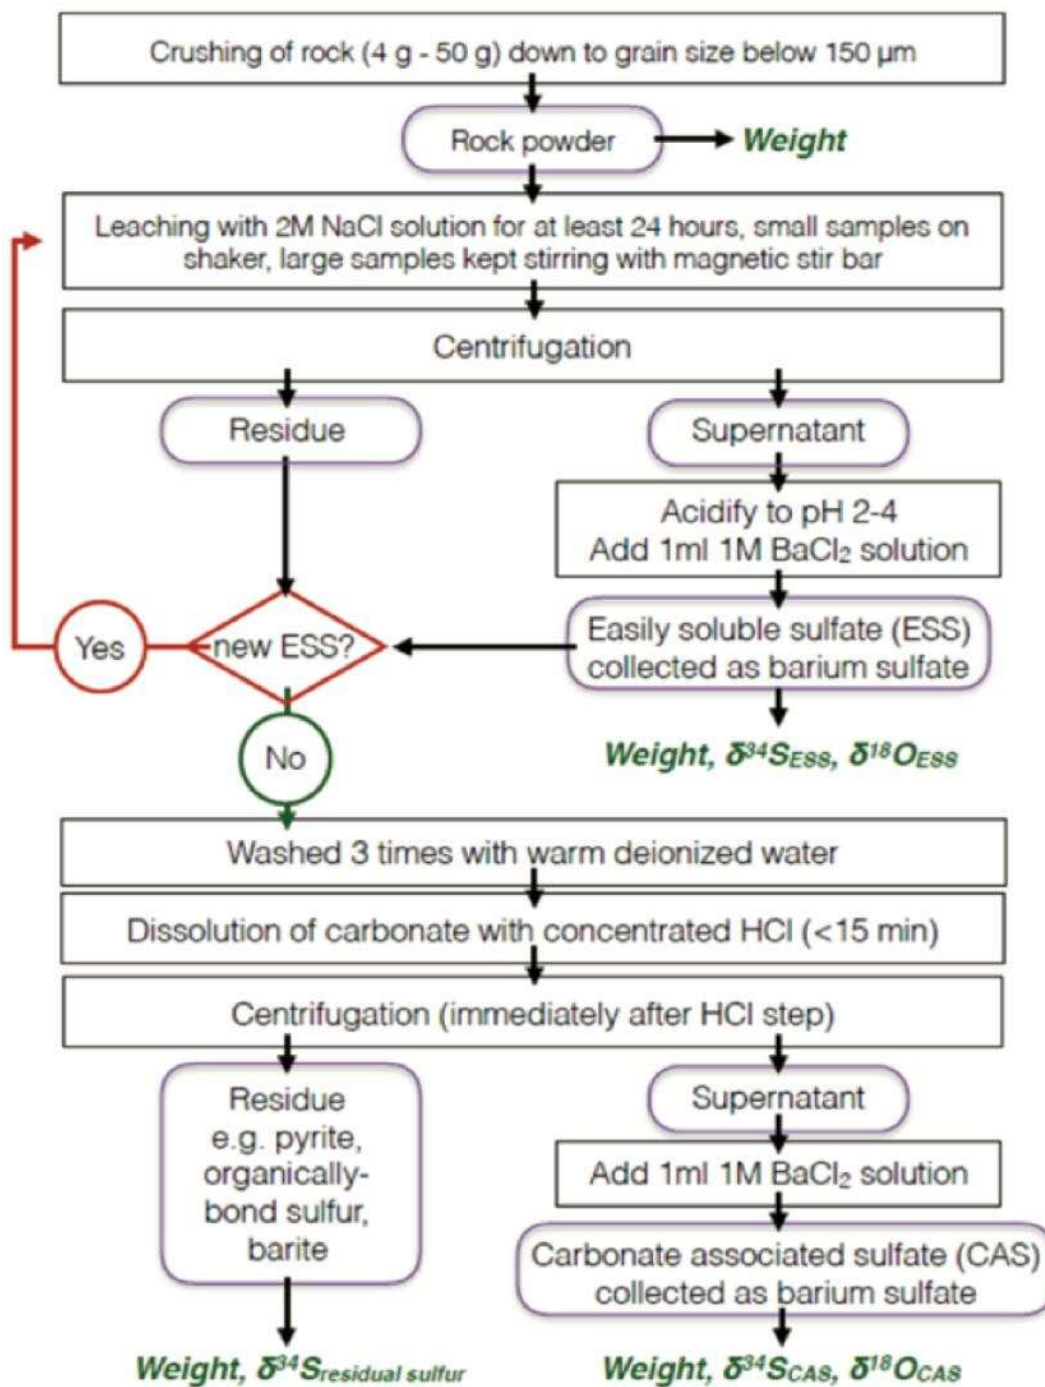 Crushing of rock (4 g - 50 g) down to grain size below 150 µm
Rock powder
Weight
Leaching with 2M NaCl solution for at least 24 hours, small samples on
shaker, large samples kept stirring with magnetic stir bar
Centrifugation
Residue
Supernatant
Acidify to pH 2-4
Add 1ml 1M BaCl₂ solution
Yes
new ESS?
Easily soluble sulfate (ESS)
collected as barium sulfate
No
Weight, δ³⁴S_ESS, δ¹⁸O_ESS
Washed 3 times with warm deionized water
Dissolution of carbonate with concentrated HCl (<15 min)
Centrifugation (immediately after HCl step)
Residue
e.g. pyrite,
organically-
bond sulfur,
barite
Supernatant
Add 1ml 1M BaCl₂ solution
Carbonate associated sulfate (CAS)
collected as barium sulfate
Weight, δ³⁴S_residual sulfur
Weight, δ³⁴S_CAS, δ¹⁸O_CAS